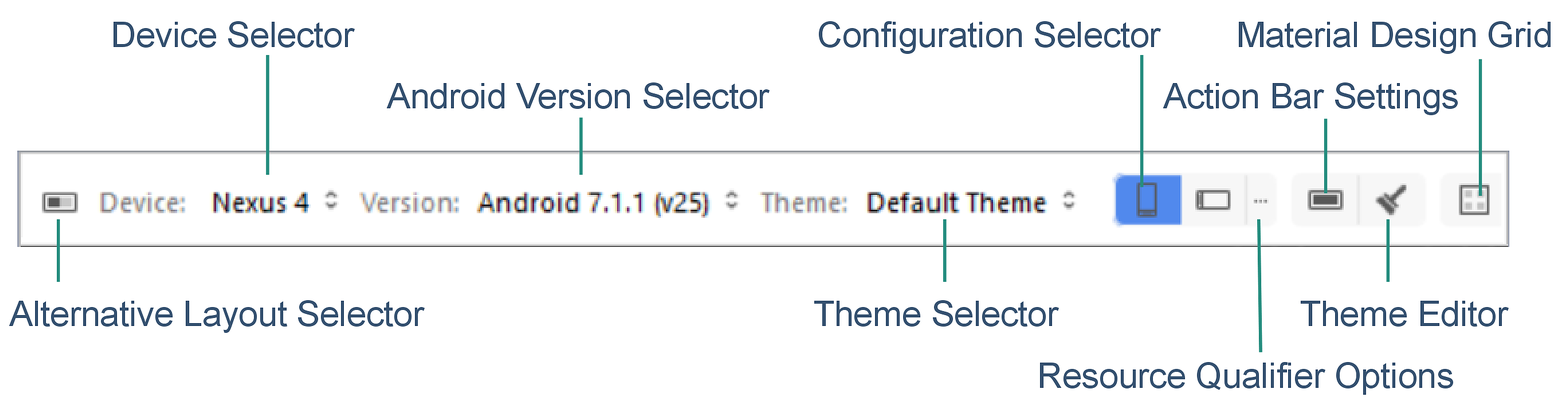 Device Selector
Configuration Selector
Material Design Grid
Android Version Selector
Action Bar Settings
Device: Nexus 4 Version: Android 7.1.1 (v25) Theme: Default Theme ...
Alternative Layout Selector
Theme Selector
Theme Editor
Resource Qualifier Options